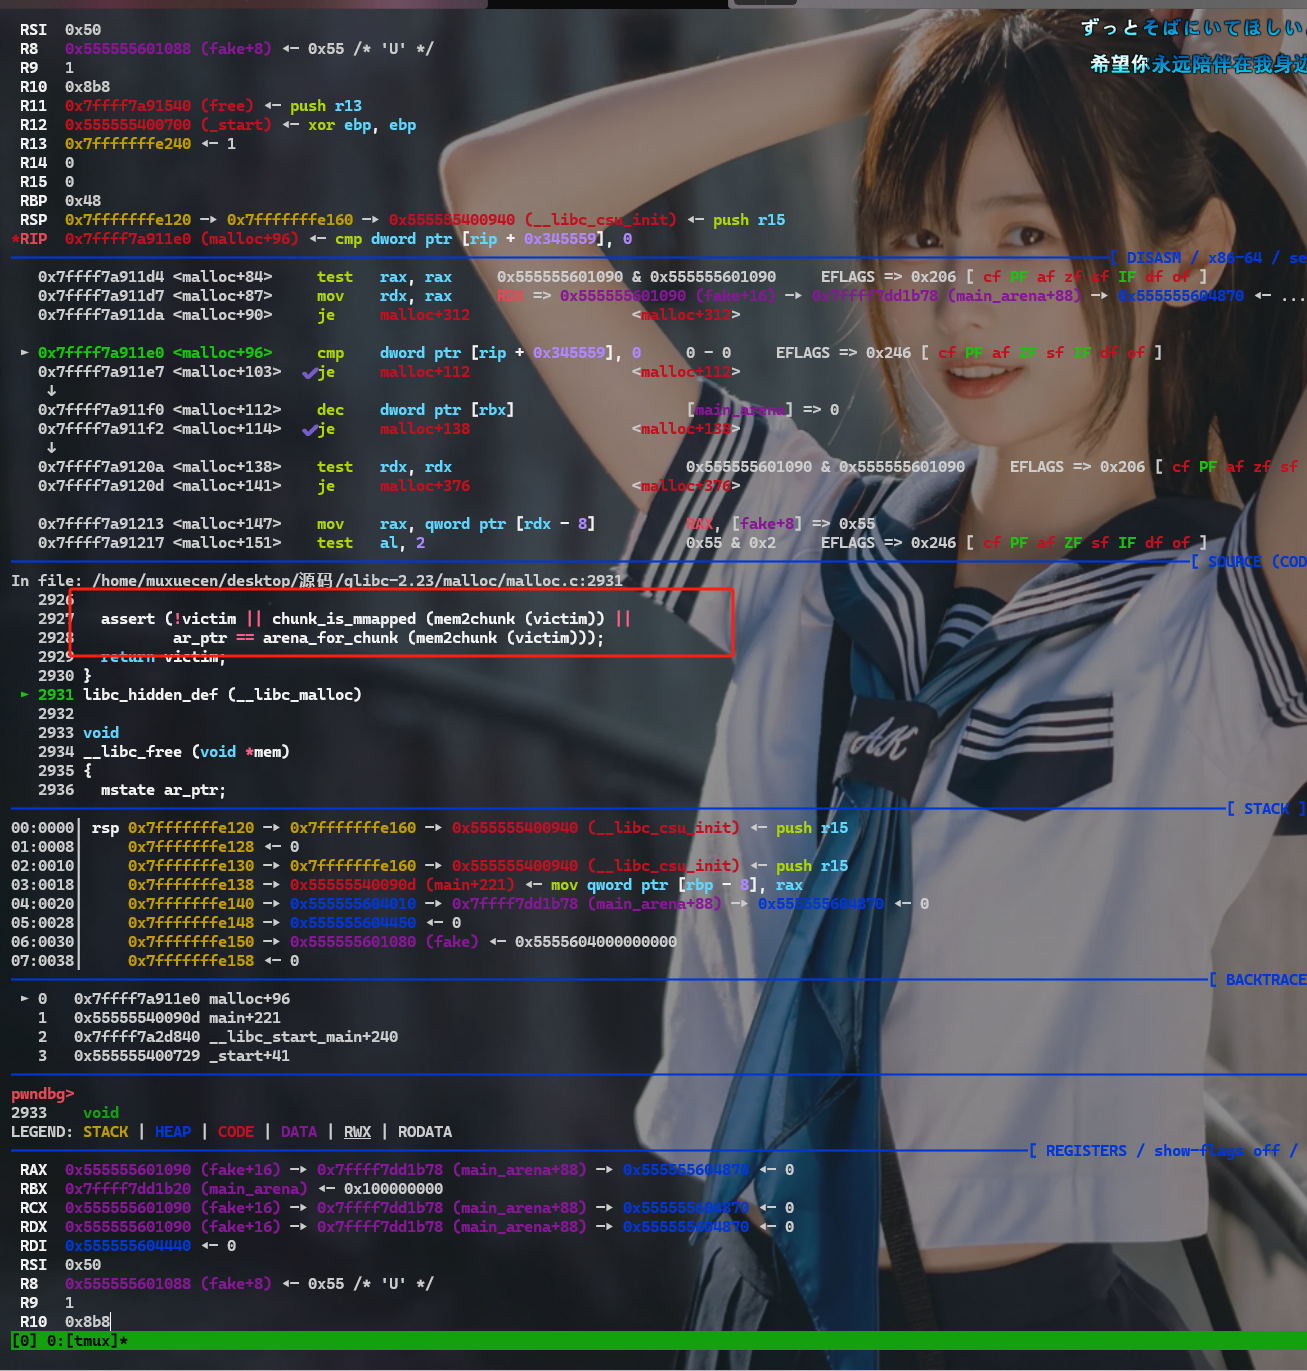 ずっとそばにいてほしい
希望你永远陪伴在我身边
RSI 0x50
R8 0x555555601088 (fake+8) ◂— 0x55 /* 'U' */
R9 1
R10 0x8b8
R11 0x7ffff7a91540 (free) ◂— push r13
R12 0x555555400700 (_start) ◂— xor ebp, ebp
R13 0x7fffffffe240 ◂— 1
R14 0
R15 0
RBP 0x48
RSP 0x7fffffffe120 —▸ 0x7fffffffe160 —▸ 0x555555400940 (__libc_csu_init) ◂— push r15
*RIP 0x7ffff7a911e0 (malloc+96) ◂— cmp dword ptr [rip + 0x345559], 0
[ DISASM / x86-64 / se
0x7ffff7a911d4 <malloc+84> test rax, rax 0x555555601090 & 0x555555601090 EFLAGS => 0x206 [ cf PF af zf sf IF df of ]
0x7ffff7a911d7 <malloc+87> mov rdx, rax RDX => 0x555555601090 (fake+16) —▸ 0x7ffff7dd1b78 (main_arena+88) —▸ 0x555555604870 ◂— ...
0x7ffff7a911da <malloc+90> je malloc+312 <malloc+312>
► 0x7ffff7a911e0 <malloc+96> cmp dword ptr [rip + 0x345559], 0 0 - 0 EFLAGS => 0x246 [ cf PF af ZF sf IF df of ]
0x7ffff7a911e7 <malloc+103> ✔je malloc+112 <malloc+112>
↓
0x7ffff7a911f0 <malloc+112> dec dword ptr [rbx] [main_arena] => 0
0x7ffff7a911f2 <malloc+114> ✔je malloc+138 <malloc+138>
↓
0x7ffff7a9120a <malloc+138> test rdx, rdx 0x555555601090 & 0x555555601090 EFLAGS => 0x206 [ cf PF af zf sf
0x7ffff7a9120d <malloc+141> je malloc+376 <malloc+376>
0x7ffff7a91213 <malloc+147> mov rax, qword ptr [rdx - 8] RAX, [fake+8] => 0x55
0x7ffff7a91217 <malloc+151> test al, 2 0x55 & 0x2 EFLAGS => 0x246 [ cf PF af ZF sf IF df of ]
[ SOURCE (COD
In file: /home/muxuecen/desktop/源码/glibc-2.23/malloc/malloc.c:2931
2926
2927 assert (!victim || chunk_is_mmapped (mem2chunk (victim)) ||
2928 ar_ptr == arena_for_chunk (mem2chunk (victim)));
2929 return victim;
2930 }
► 2931 libc_hidden_def (__libc_malloc)
2932
2933 void
2934 __libc_free (void *mem)
2935 {
2936 mstate ar_ptr;
[ STACK ]
00:0000│ rsp 0x7fffffffe120 —▸ 0x7fffffffe160 —▸ 0x555555400940 (__libc_csu_init) ◂— push r15
01:0008│ 0x7fffffffe128 ◂— 0
02:0010│ 0x7fffffffe130 —▸ 0x7fffffffe160 —▸ 0x555555400940 (__libc_csu_init) ◂— push r15
03:0018│ 0x7fffffffe138 —▸ 0x55555540090d (main+221) ◂— mov qword ptr [rbp - 8], rax
04:0020│ 0x7fffffffe140 —▸ 0x555555604010 —▸ 0x7ffff7dd1b78 (main_arena+88) —▸ 0x555555604870 ◂— 0
05:0028│ 0x7fffffffe148 —▸ 0x555555604450 ◂— 0
06:0030│ 0x7fffffffe150 —▸ 0x555555601080 (fake) ◂— 0x5555604000000000
07:0038│ 0x7fffffffe158 ◂— 0
[ BACKTRACE
► 0 0x7ffff7a911e0 malloc+96
1 0x55555540090d main+221
2 0x7ffff7a2d840 __libc_start_main+240
3 0x555555400729 _start+41
pwndbg>
2933 void
LEGEND: STACK | HEAP | CODE | DATA | RWX | RODATA
[ REGISTERS / show-flags off /
RAX 0x555555601090 (fake+16) —▸ 0x7ffff7dd1b78 (main_arena+88) —▸ 0x555555604870 ◂— 0
RBX 0x7ffff7dd1b20 (main_arena) ◂— 0x100000000
RCX 0x555555601090 (fake+16) —▸ 0x7ffff7dd1b78 (main_arena+88) —▸ 0x555555604870 ◂— 0
RDX 0x555555601090 (fake+16) —▸ 0x7ffff7dd1b78 (main_arena+88) —▸ 0x555555604870 ◂— 0
RDI 0x555555604440 ◂— 0
RSI 0x50
R8 0x555555601088 (fake+8) ◂— 0x55 /* 'U' */
R9 1
R10 0x8b8
[0] 0:[tmux]*
AK